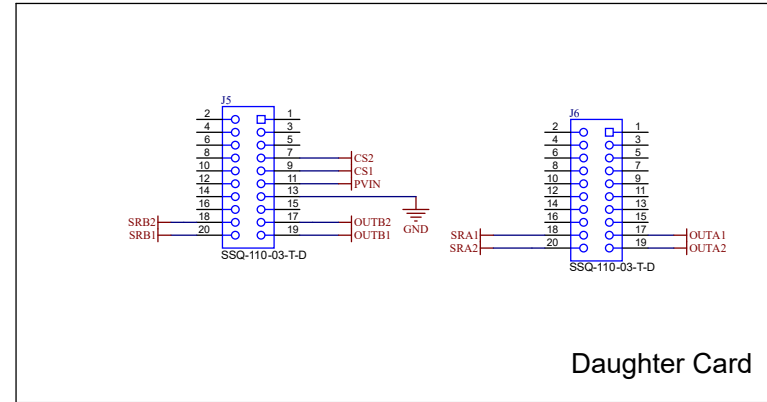 J5
2 1
4 3
6 5
8 7 CS2
10 9 CS1
12 11 PVIN
14 13
16 15
SRB2 18 17 OUTB2
SRB1 20 19 OUTB1
GND
SSQ-110-03-T-D
J6
2 1
4 3
6 5
8 7
10 9
12 11
14 13
16 15
SRA1 18 17 OUTA1
SRA2 20 19 OUTA2
SSQ-110-03-T-D
Daughter Card